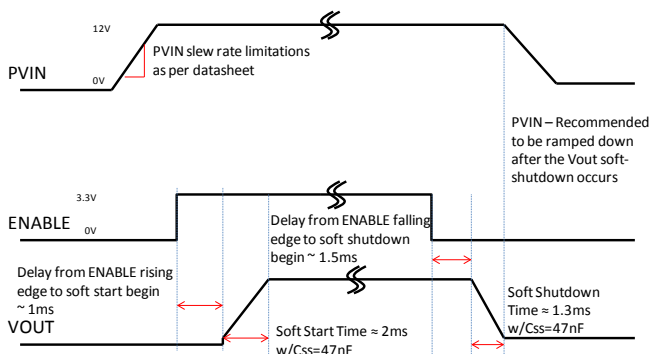 12V
PVIN
0V
PVIN slew rate limitations
as per datasheet
PVIN – Recommended
to be ramped down
after the Vout soft-
shutdown occurs
3.3V
ENABLE
0V
Delay from ENABLE falling
edge to soft shutdown
begin ~ 1.5ms
Delay from ENABLE rising
edge to soft start begin
~ 1ms
VOUT
Soft Start Time ≈ 2ms
w/Css=47nF
Soft Shutdown
Time ≈ 1.3ms
w/Css=47nF